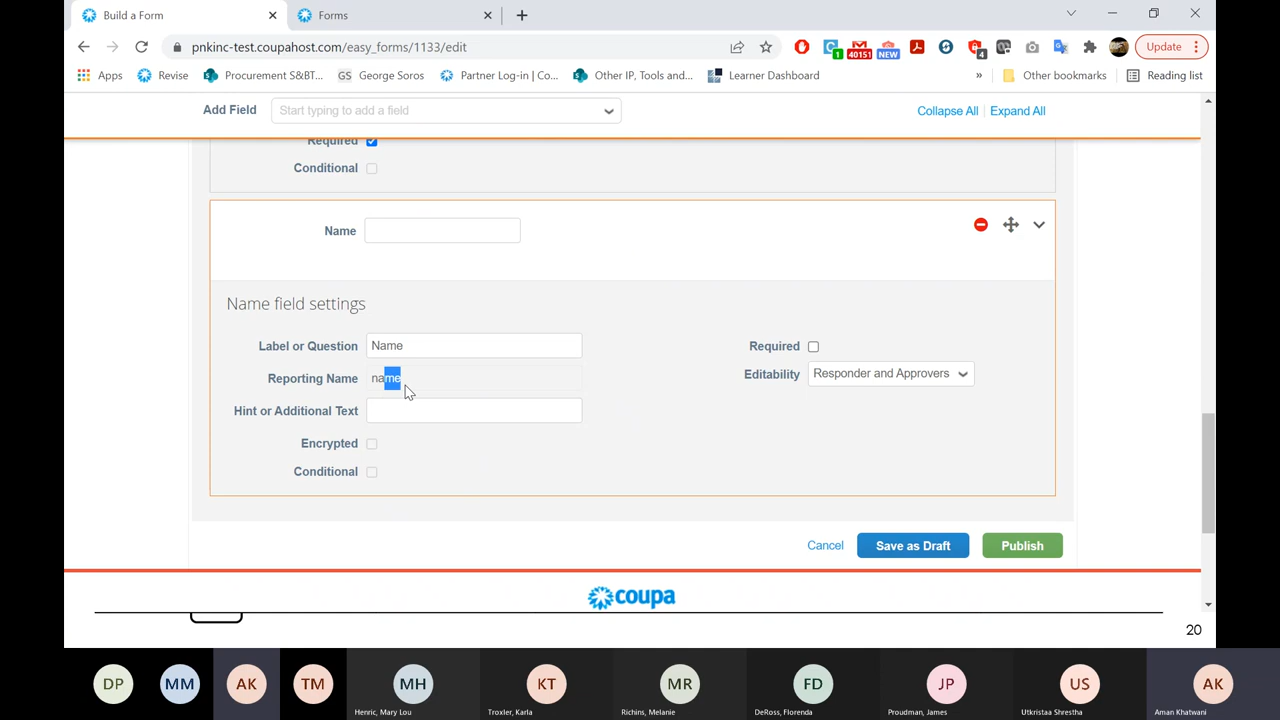 Build a Form
Forms
pnkinc-test.coupahost.com/easy_forms/1133/edit
1
40151
NEW
4
Update
Apps
Revise
Procurement S&BT...
GS George Soros
Partner Log-in | Co...
Other IP, Tools and...
Learner Dashboard
»
Other bookmarks
Reading list
Add Field
Start typing to add a field
Collapse All | Expand All
Required
Conditional
Name
Name field settings
Label or Question
Name
Required
Reporting Name
name
Editability
Responder and Approvers
Hint or Additional Text
Encrypted
Conditional
Cancel
Save as Draft
Publish
coupa
20
DP
MM
AK
TM
MH
KT
MR
FD
JP
US
AK
Henric, Mary Lou
Troxler, Karla
Richins, Melanie
DeRoss, Florenda
Proudman, James
Utkristaa Shrestha
Aman Khatwani